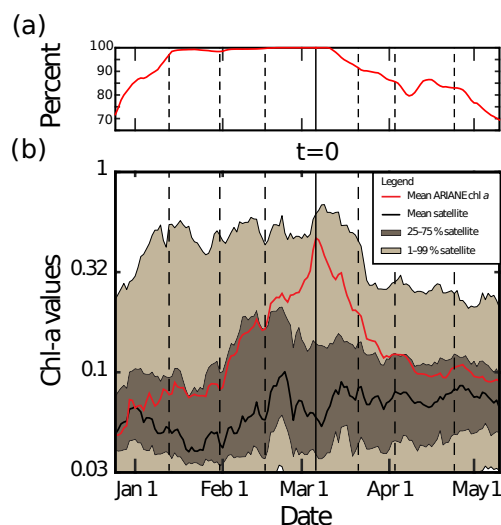 (a)
100
90
80
70
Percent
t=0
(b)
1
0.32
0.1
0.03
Chl-a values
Legend
Mean ARIANE chl a
Mean satellite
25–75 % satellite
1–99 % satellite
Jan 1
Feb 1
Mar 1
Apr 1
May 1
Date